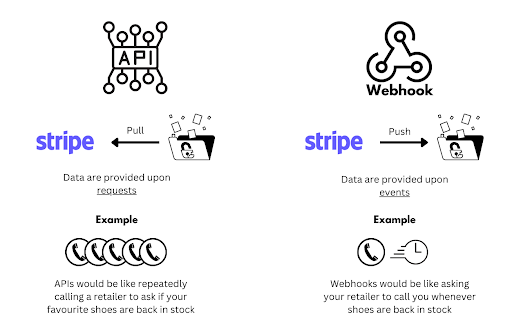 API
Webhook
stripe
Pull
stripe
Push
Data are provided upon
requests
Data are provided upon
events
Example
Example
APIs would be like repeatedly
calling a retailer to ask if your
favourite shoes are back in stock
Webhooks would be like asking
your retailer to call you whenever
shoes are back in stock